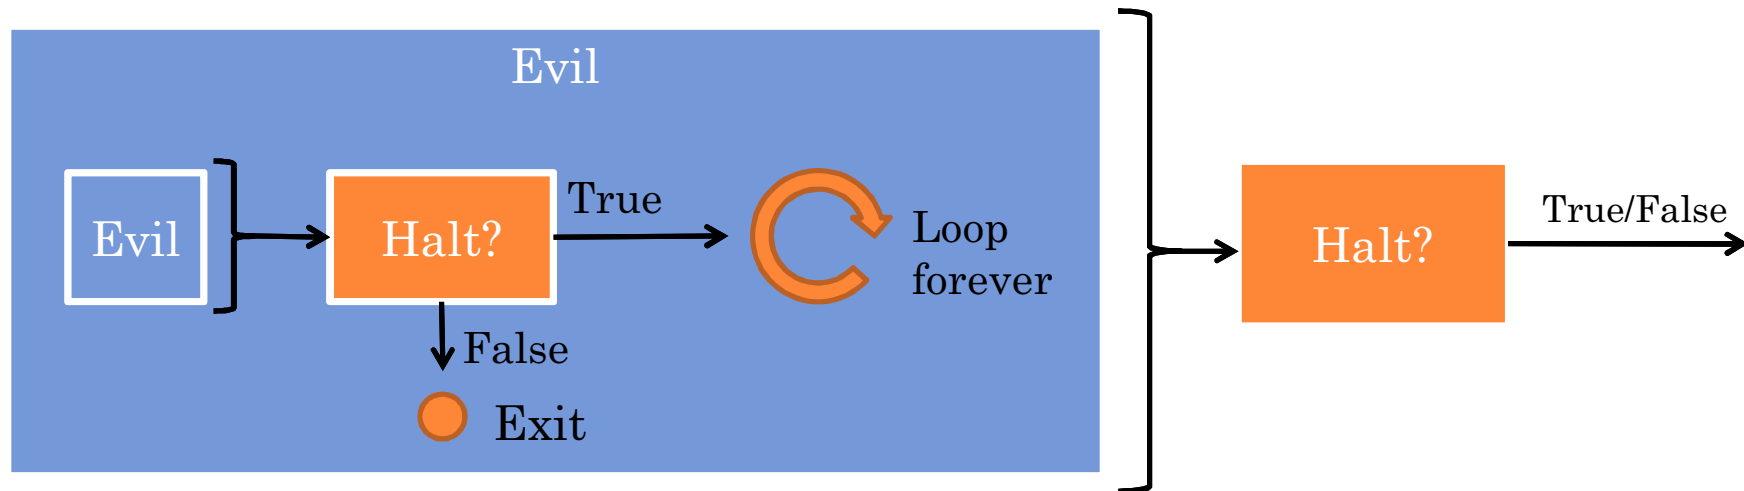 Evil
Evil
Halt?
True
Loop
forever
False
Exit
Halt?
True/False